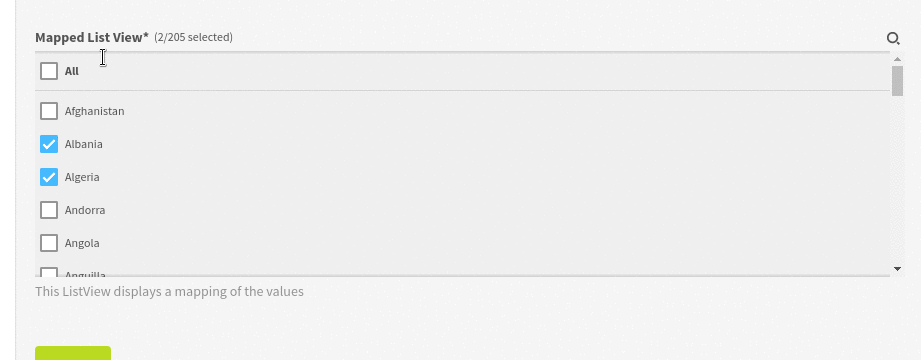 Mapped List View* (2/205 selected)
All
Afghanistan
Albania
Algeria
Andorra
Angola
Anguilla
This ListView displays a mapping of the values